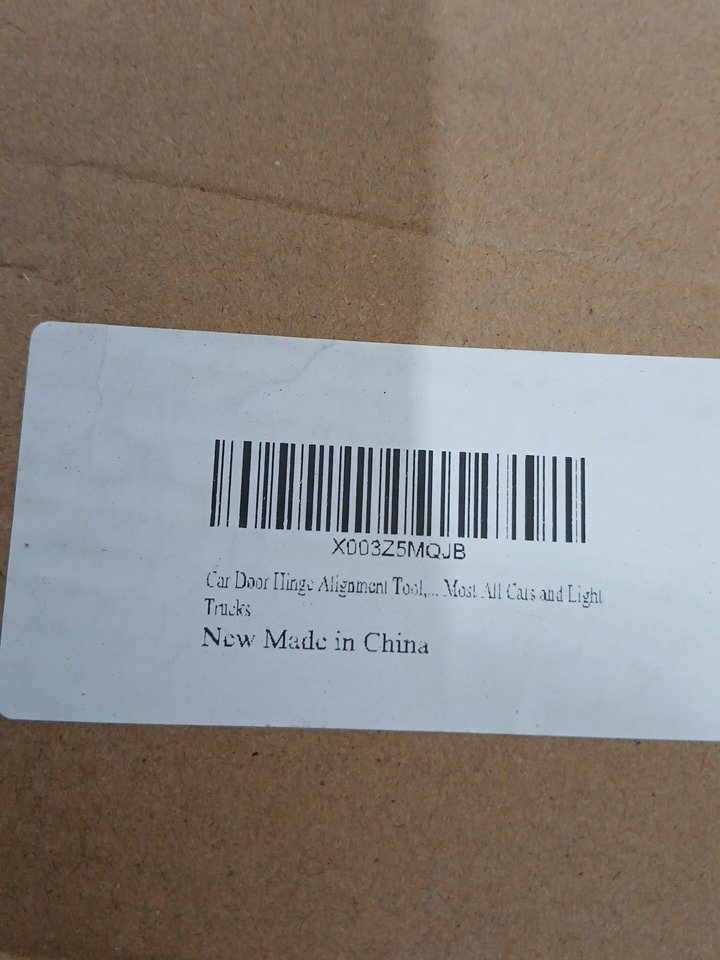 X003Z5MQJB
Car Door Hinge Alignment Tool,... Most All Cars and Light
Trucks
New Made in China